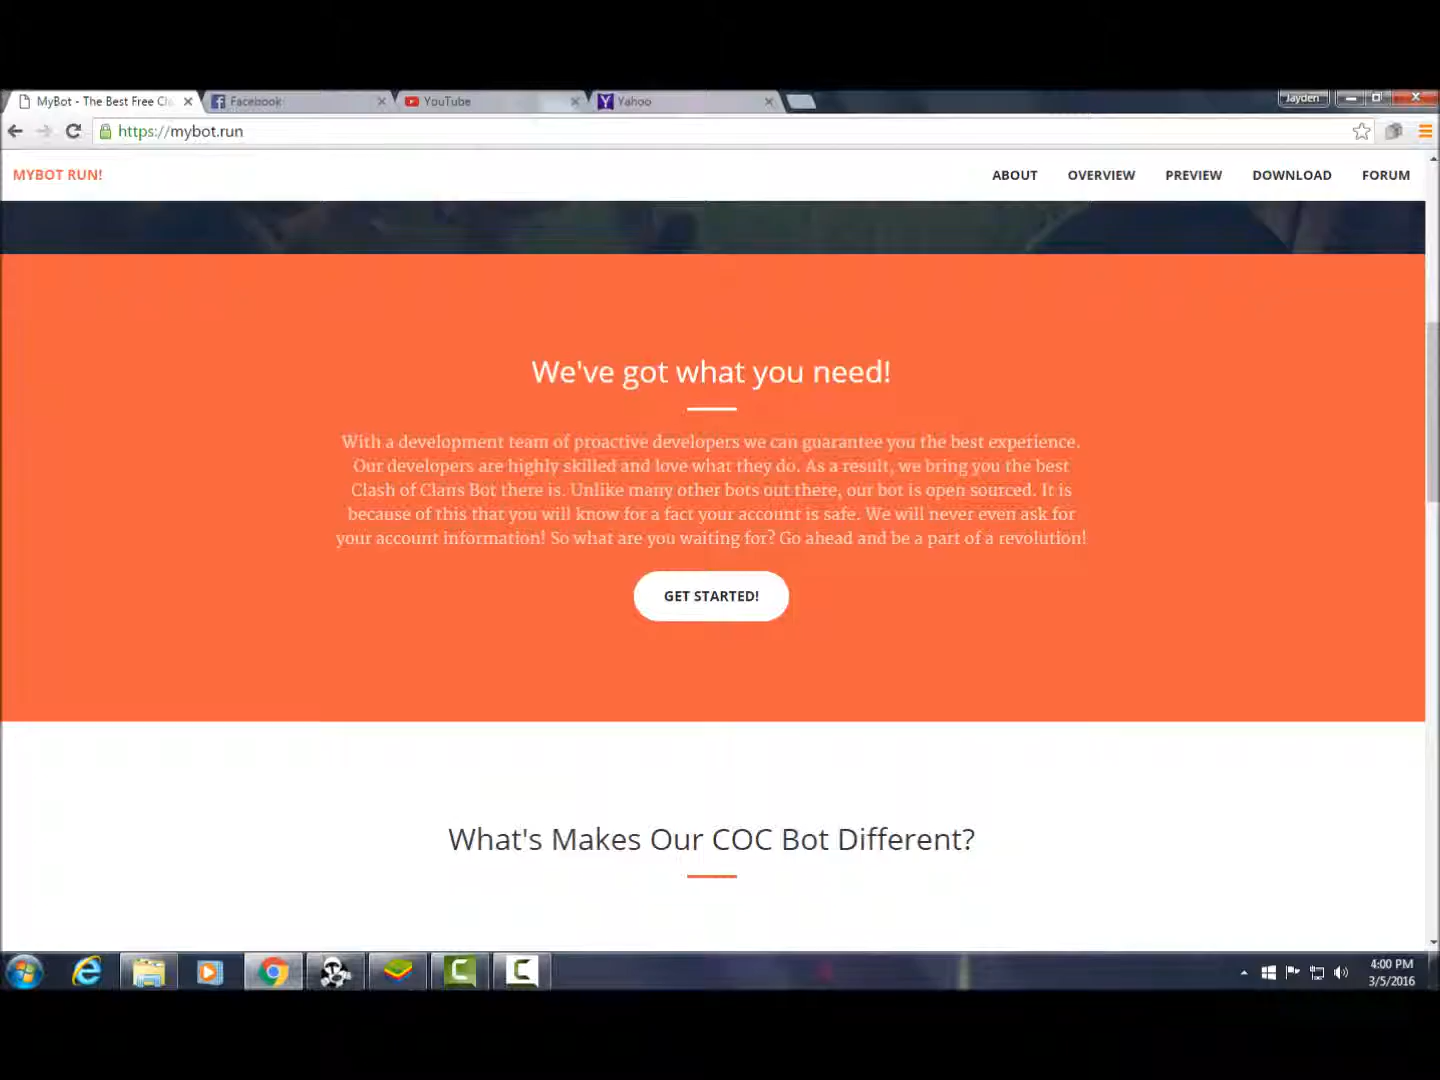 MyBot - The Best Free Cl
Facebook
YouTube
Yahoo
Jayden
https://mybot.run
MYBOT RUN!
ABOUT
OVERVIEW
PREVIEW
DOWNLOAD
FORUM
We've got what you need!
With a development team of proactive developers we can guarantee you the best experience.
Our developers are highly skilled and love what they do. As a result, we bring you the best
Clash of Clans Bot there is. Unlike many other bots out there, our bot is open sourced. It is
because of this that you will know for a fact your account is safe. We will never even ask for
your account information! So what are you waiting for? Go ahead and be a part of a revolution!
GET STARTED!
What's Makes Our COC Bot Different?
4:00 PM
3/5/2016